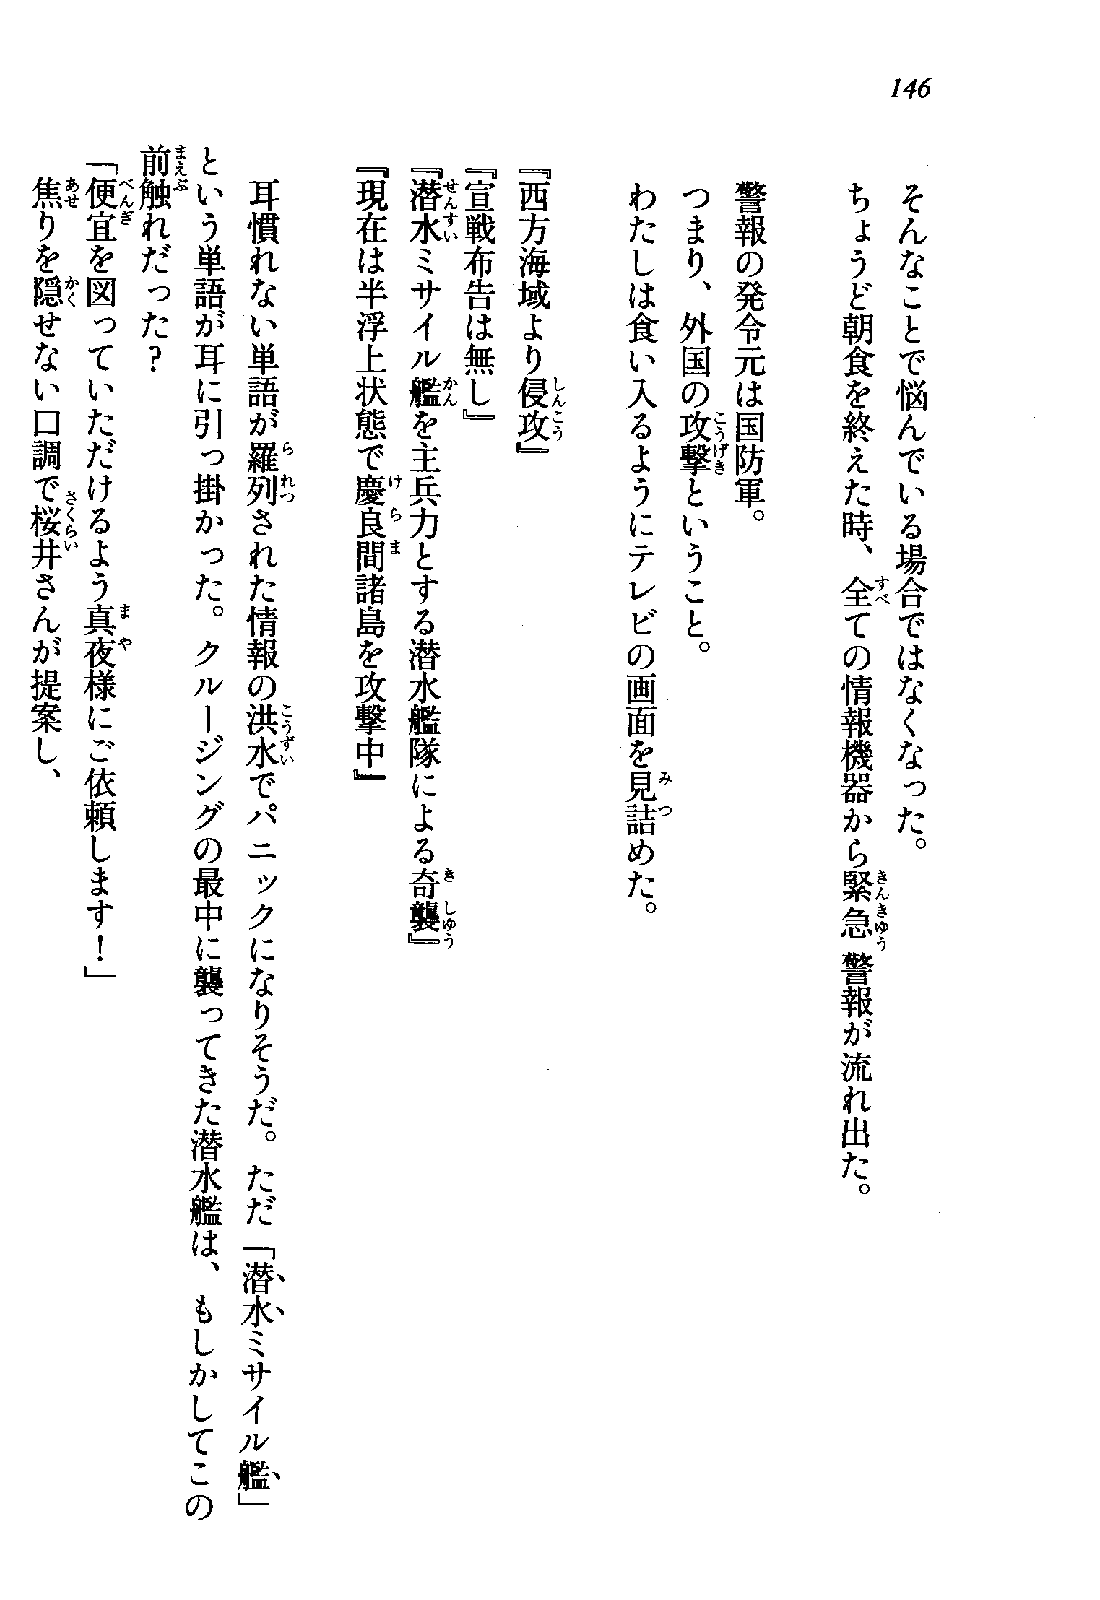 146
そんなことで悩んでいる場合ではなくなった。
ちょうど朝食を終えた時、全ての情報機器から緊急警報が流れ出た。
警報の発令元は国防軍。
つまり、外国の攻撃ということ。
わたしは食い入るようにテレビの画面を見詰めた。
『西方海域より侵攻』
『宣戦布告は無し』
『潜水ミサイル艦を主兵力とする潜水艦隊による奇襲』
『現在は半浮上状態で慶良間諸島を攻撃中』
耳慣れない単語が羅列された情報の洪水でパニックになりそうだ。ただ「潜水ミサイル艦」
という単語が耳に引っ掛かった。クルージングの最中に襲ってきた潜水艦は、もしかしてこの
前触れだった?
「便宜を図っていただけるよう真夜様にご依頼します!」
焦りを隠せない口調で桜井さんが提案し、